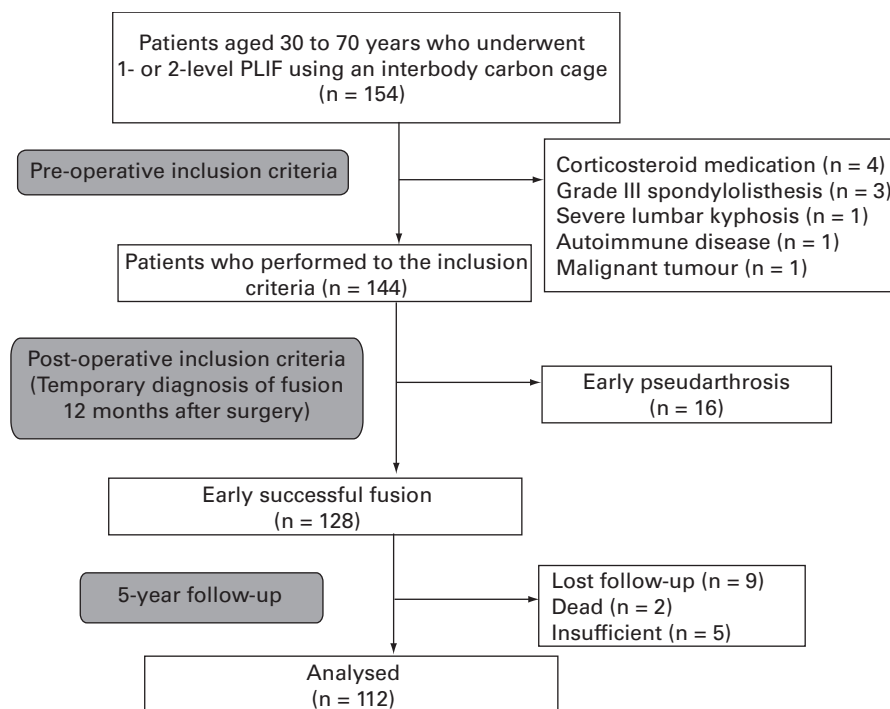 Patients aged 30 to 70 years who underwent
1- or 2-level PLIF using an interbody carbon cage
(n = 154)
Pre-operative inclusion criteria
Corticosteroid medication (n = 4)
Grade III spondylolisthesis (n = 3)
Severe lumbar kyphosis (n = 1)
Autoimmune disease (n = 1)
Malignant tumour (n = 1)
Patients who performed to the inclusion
criteria (n = 144)
Post-operative inclusion criteria
(Temporary diagnosis of fusion
12 months after surgery)
Early pseudarthrosis
(n = 16)
Early successful fusion
(n = 128)
5-year follow-up
Lost follow-up (n = 9)
Dead (n = 2)
Insufficient (n = 5)
Analysed
(n = 112)